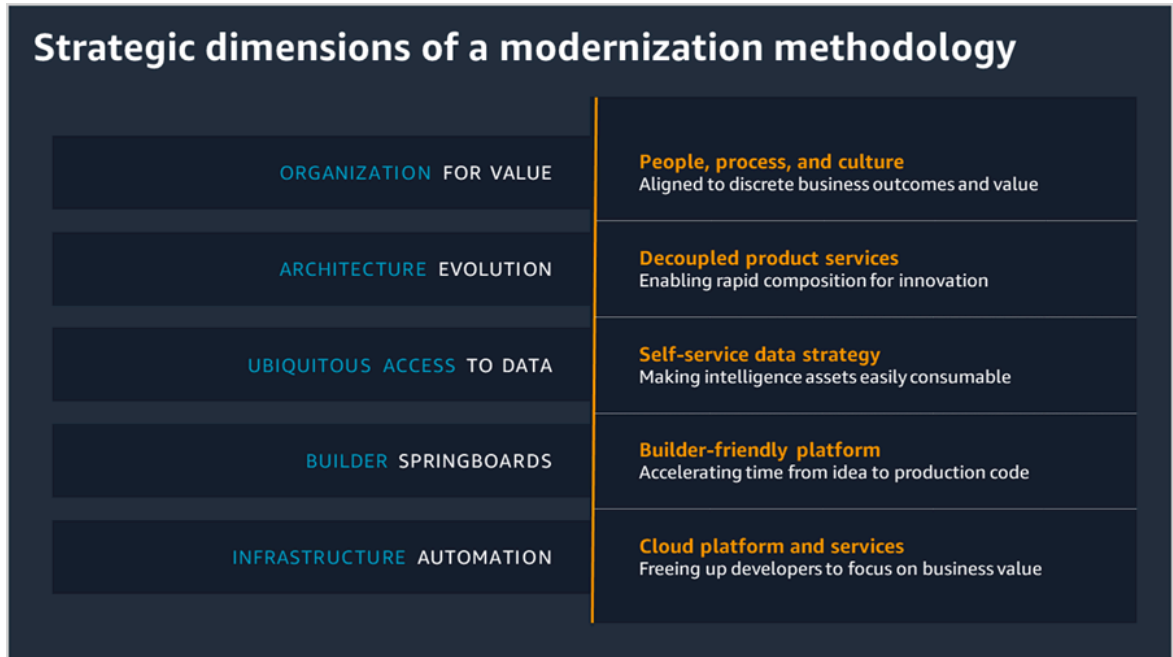 Strategic dimensions of a modernization methodology
ORGANIZATION FOR VALUE
People, process, and culture
Aligned to discrete business outcomes and value
ARCHITECTURE EVOLUTION
Decoupled product services
Enabling rapid composition for innovation
UBIQUITOUS ACCESS TO DATA
Self-service data strategy
Making intelligence assets easily consumable
BUILDER SPRINGBOARDS
Builder-friendly platform
Accelerating time from idea to production code
INFRASTRUCTURE AUTOMATION
Cloud platform and services
Freeing up developers to focus on business value